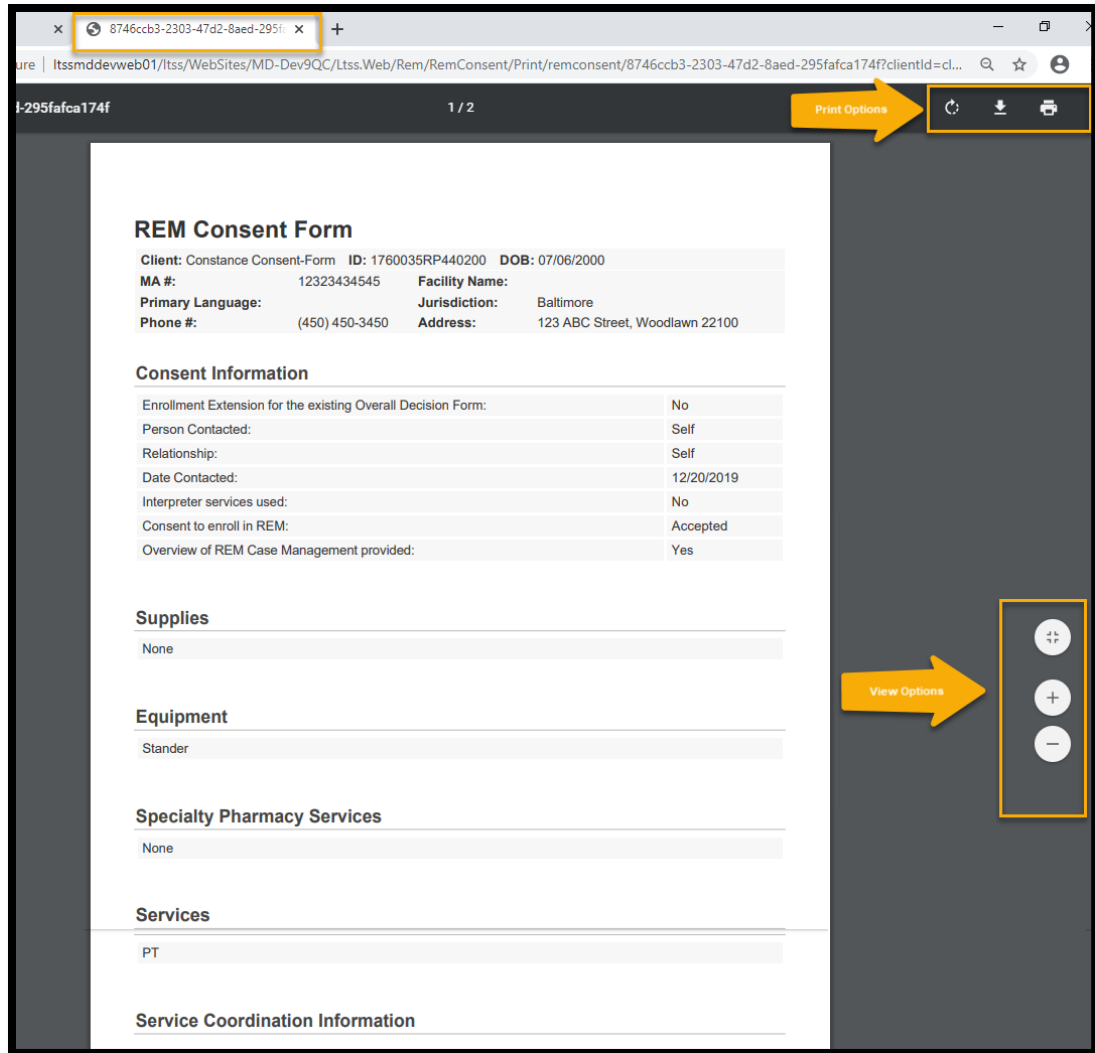 8746ccb3-2303-47d2-8aed-295fa
ure | ltssmddevweb01/ltss/WebSites/MD-Dev9QC/Ltss.Web/Rem/RemConsent/Print/remconsent/8746ccb3-2303-47d2-8aed-295fafca174f?clientId=cl...
d-295fafca174f 1 / 2 Print Options
REM Consent Form
Client: Constance Consent-Form ID: 1760035RP440200 DOB: 07/06/2000
MA #: 12323434545 Facility Name:
Primary Language: Jurisdiction: Baltimore
Phone #: (450) 450-3450 Address: 123 ABC Street, Woodlawn 22100
Consent Information
Enrollment Extension for the existing Overall Decision Form: No
Person Contacted: Self
Relationship: Self
Date Contacted: 12/20/2019
Interpreter services used: No
Consent to enroll in REM: Accepted
Overview of REM Case Management provided: Yes
Supplies
None
View Options
Equipment
Stander
Specialty Pharmacy Services
None
Services
PT
Service Coordination Information